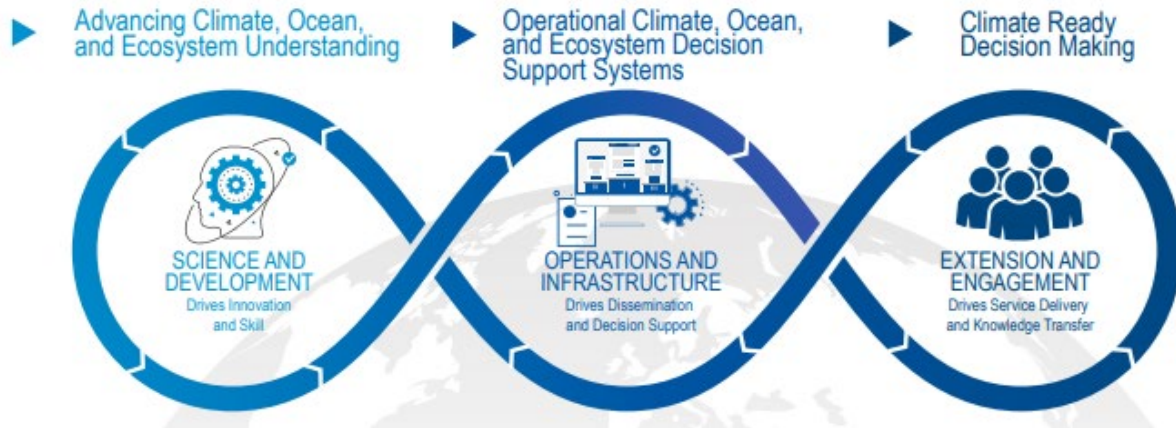 Advancing Climate, Ocean,
and Ecosystem Understanding
Operational Climate, Ocean,
and Ecosystem Decision
Support Systems
Climate Ready
Decision Making
SCIENCE AND
DEVELOPMENT
Drives Innovation
and Skill
OPERATIONS AND
INFRASTRUCTURE
Drives Dissemination
and Decision Support
EXTENSION AND
ENGAGEMENT
Drives Service Delivery
and Knowledge Transfer